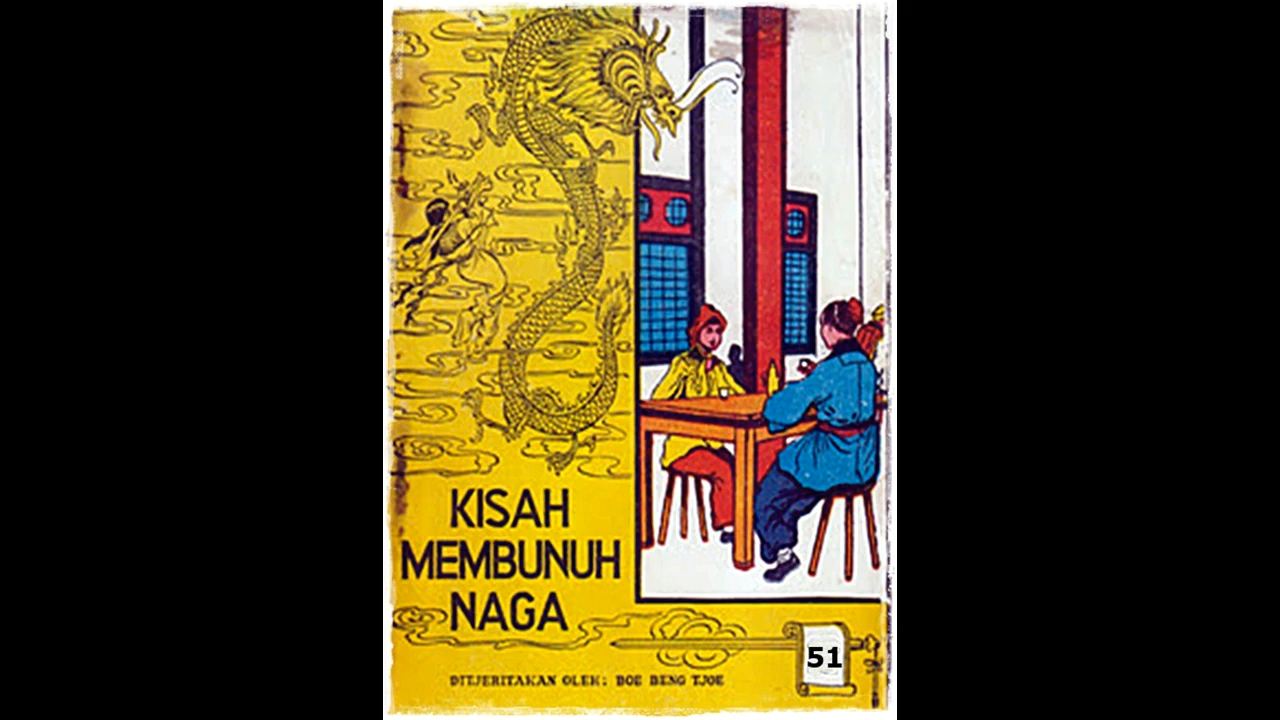 KISAH
MEMBUNUH
NAGA
51
DITJERITAKAN OLEH: BOE BENG TJOE